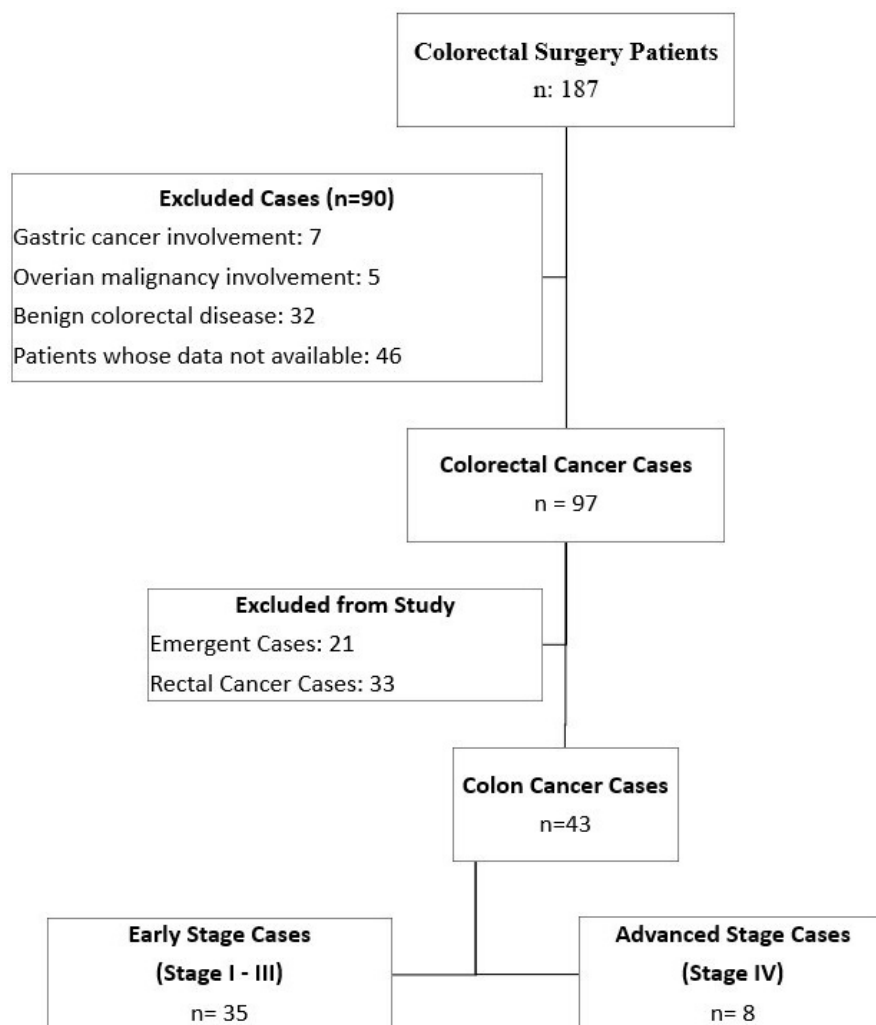 Colorectal Surgery Patients
n: 187
Excluded Cases (n=90)
Gastric cancer involvement: 7
Overian malignancy involvement: 5
Benign colorectal disease: 32
Patients whose data not available: 46
Colorectal Cancer Cases
n = 97
Excluded from Study
Emergent Cases: 21
Rectal Cancer Cases: 33
Colon Cancer Cases
n=43
Early Stage Cases
(Stage I - III)
n= 35
Advanced Stage Cases
(Stage IV)
n= 8